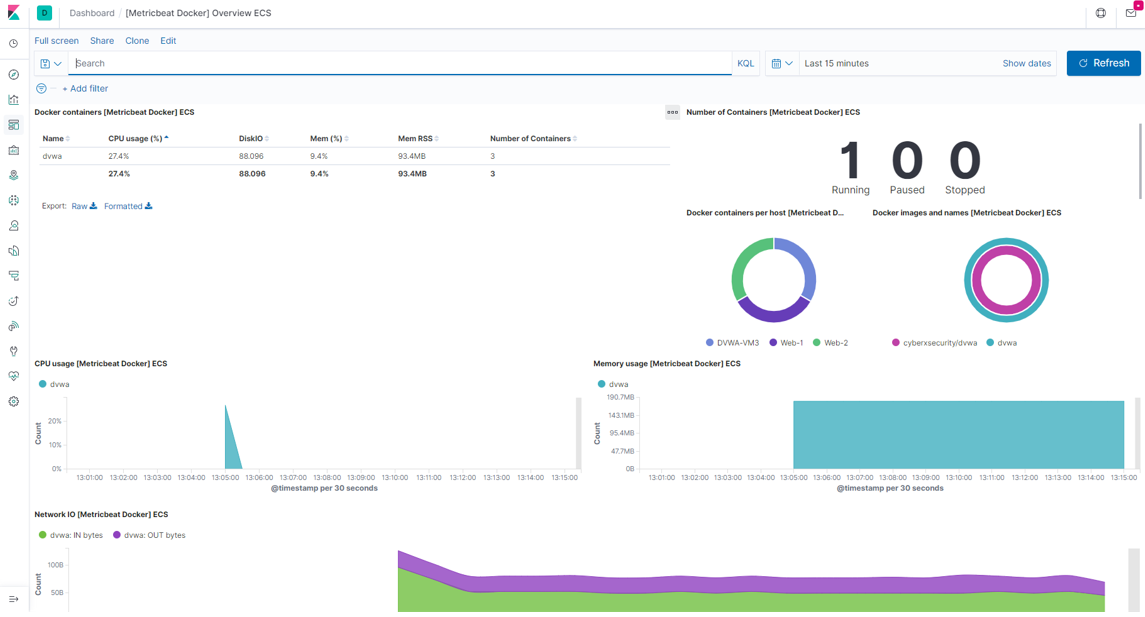 D Dashboard / [Metricbeat Docker] Overview ECS
Full screen Share Clone Edit
Search KQL Last 15 minutes Show dates Refresh
+ Add filter
Docker containers [Metricbeat Docker] ECS
Name CPU usage (%) DiskIO Mem (%) Mem RSS Number of Containers
dvwa 27.4% 88.096 9.4% 93.4MB 3
27.4% 88.096 9.4% 93.4MB 3
Export: Raw Formatted
Number of Containers [Metricbeat Docker] ECS
1 0 0
Running Paused Stopped
Docker containers per host [Metricbeat D...
DVWA-VM3 Web-1 Web-2
Docker images and names [Metricbeat Docker] ECS
cyberxsecurity/dvwa dvwa
CPU usage [Metricbeat Docker] ECS
dvwa
Count
20%
10%
0%
13:01:00 13:02:00 13:03:00 13:04:00 13:05:00 13:06:00 13:07:00 13:08:00 13:09:00 13:10:00 13:11:00 13:12:00 13:13:00 13:14:00 13:15:00
@timestamp per 30 seconds
Memory usage [Metricbeat Docker] ECS
dvwa
Count
190.7MB
143.1MB
95.4MB
47.7MB
0B
13:01:00 13:02:00 13:03:00 13:04:00 13:05:00 13:06:00 13:07:00 13:08:00 13:09:00 13:10:00 13:11:00 13:12:00 13:13:00 13:14:00 13:15:00
@timestamp per 30 seconds
Network IO [Metricbeat Docker] ECS
dvwa: IN bytes dvwa: OUT bytes
Count
100B
50B